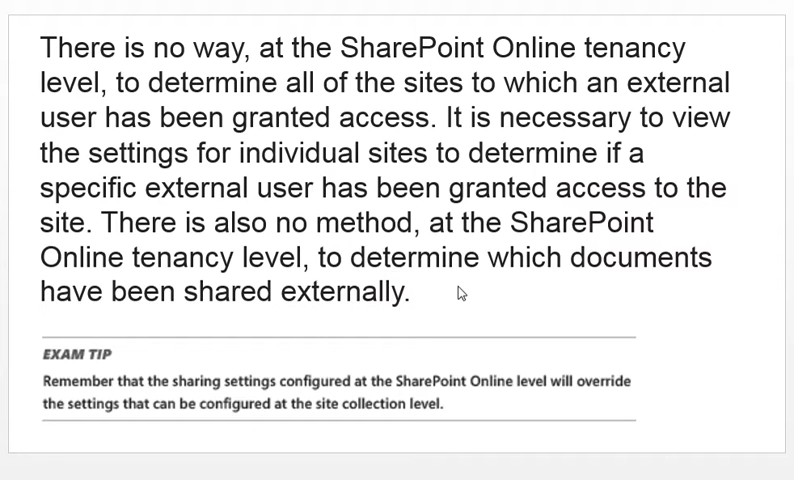 There is no way, at the SharePoint Online tenancy
level, to determine all of the sites to which an external
user has been granted access. It is necessary to view
the settings for individual sites to determine if a
specific external user has been granted access to the
site. There is also no method, at the SharePoint
Online tenancy level, to determine which documents
have been shared externally.
EXAM TIP
Remember that the sharing settings configured at the SharePoint Online level will override
the settings that can be configured at the site collection level.